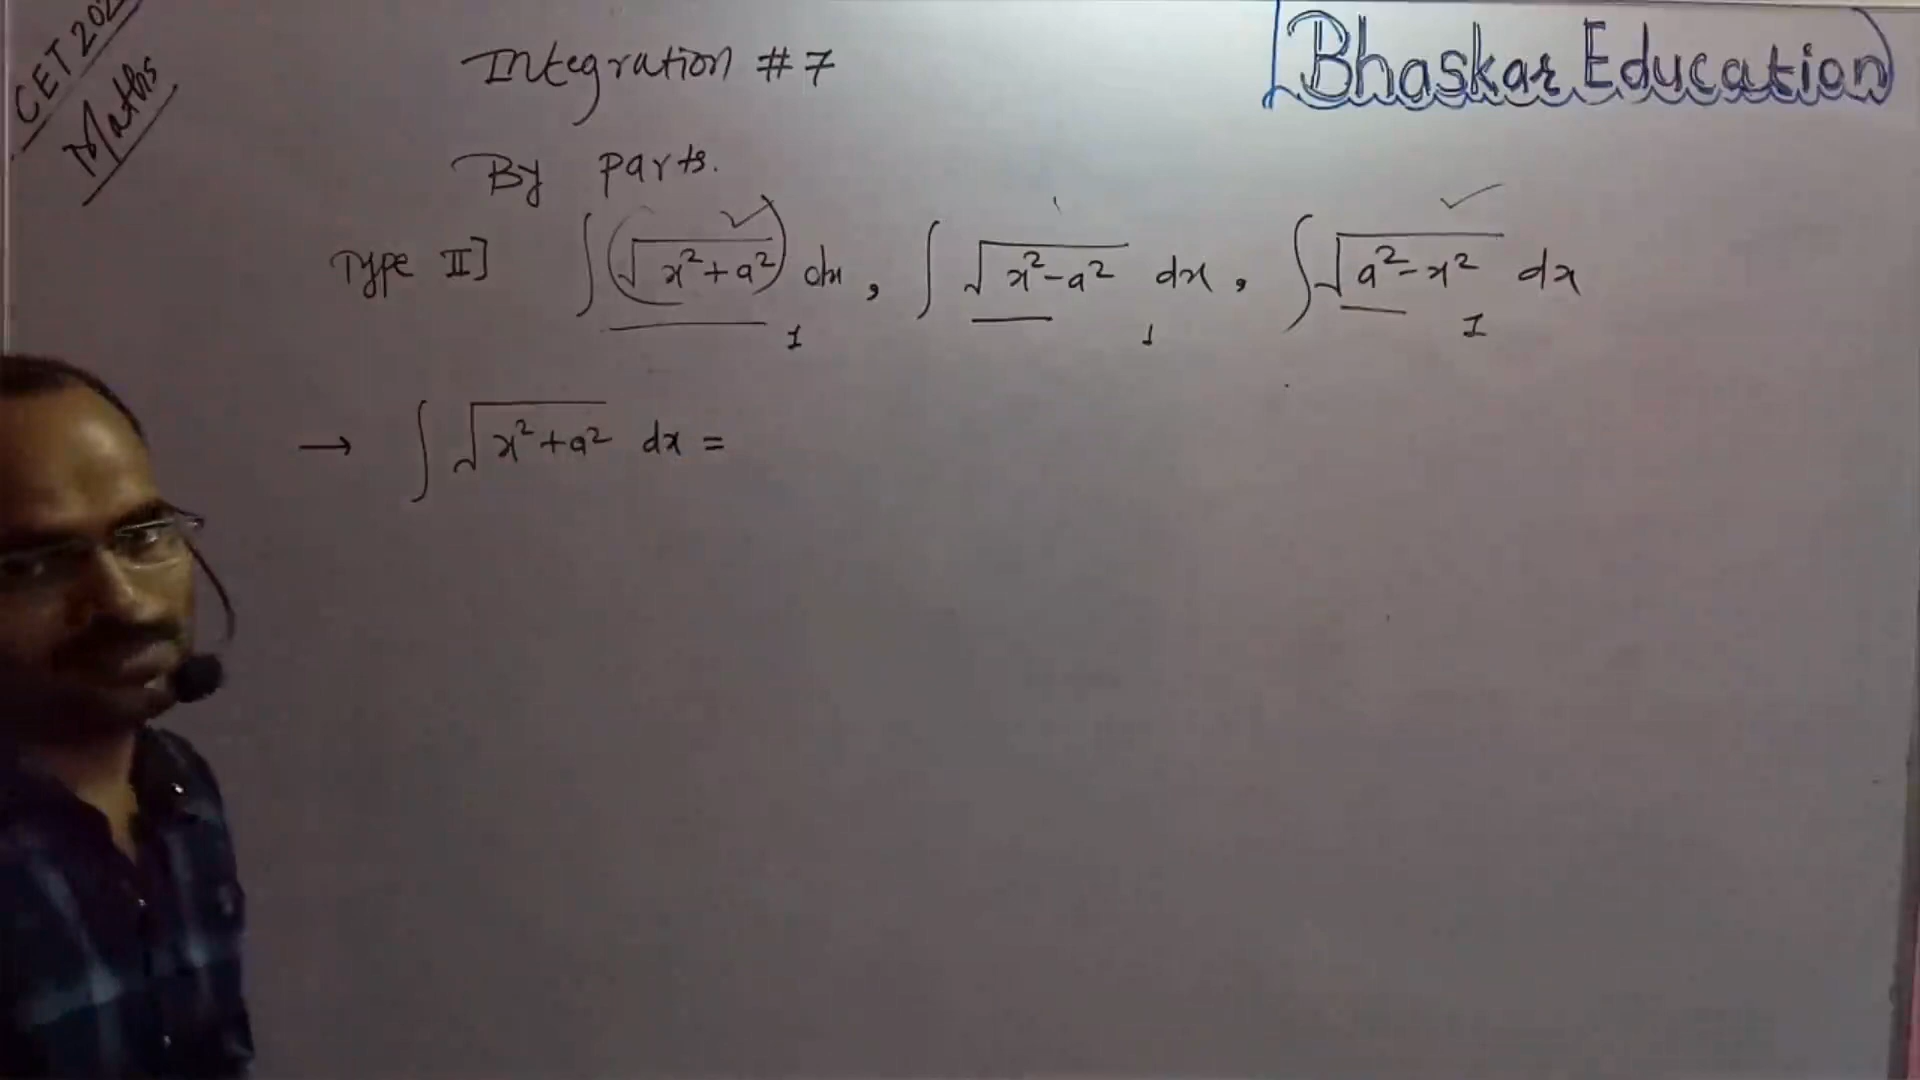 CET 202
Maths
Bhaskar Education
Integration #7
By parts.
Type II] ∫ √(x²+a²) dx , ∫ √(x²-a²) dx , ∫ √(a²-x²) dx
1 1 1
→ ∫ √(x²+a²) dx =